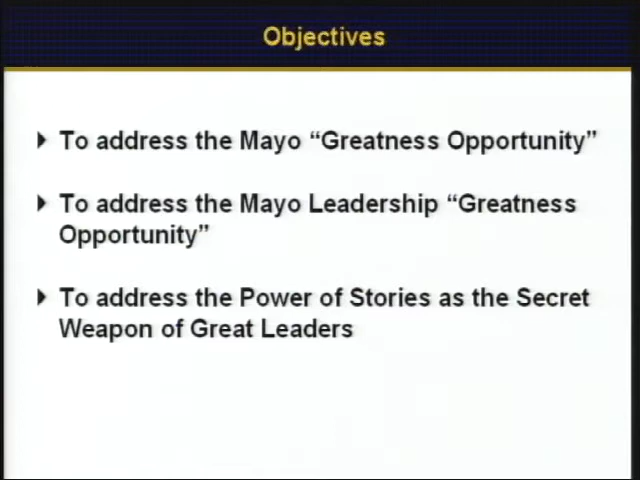 Objectives
To address the Mayo “Greatness Opportunity”
To address the Mayo Leadership “Greatness
Opportunity”
To address the Power of Stories as the Secret
Weapon of Great Leaders